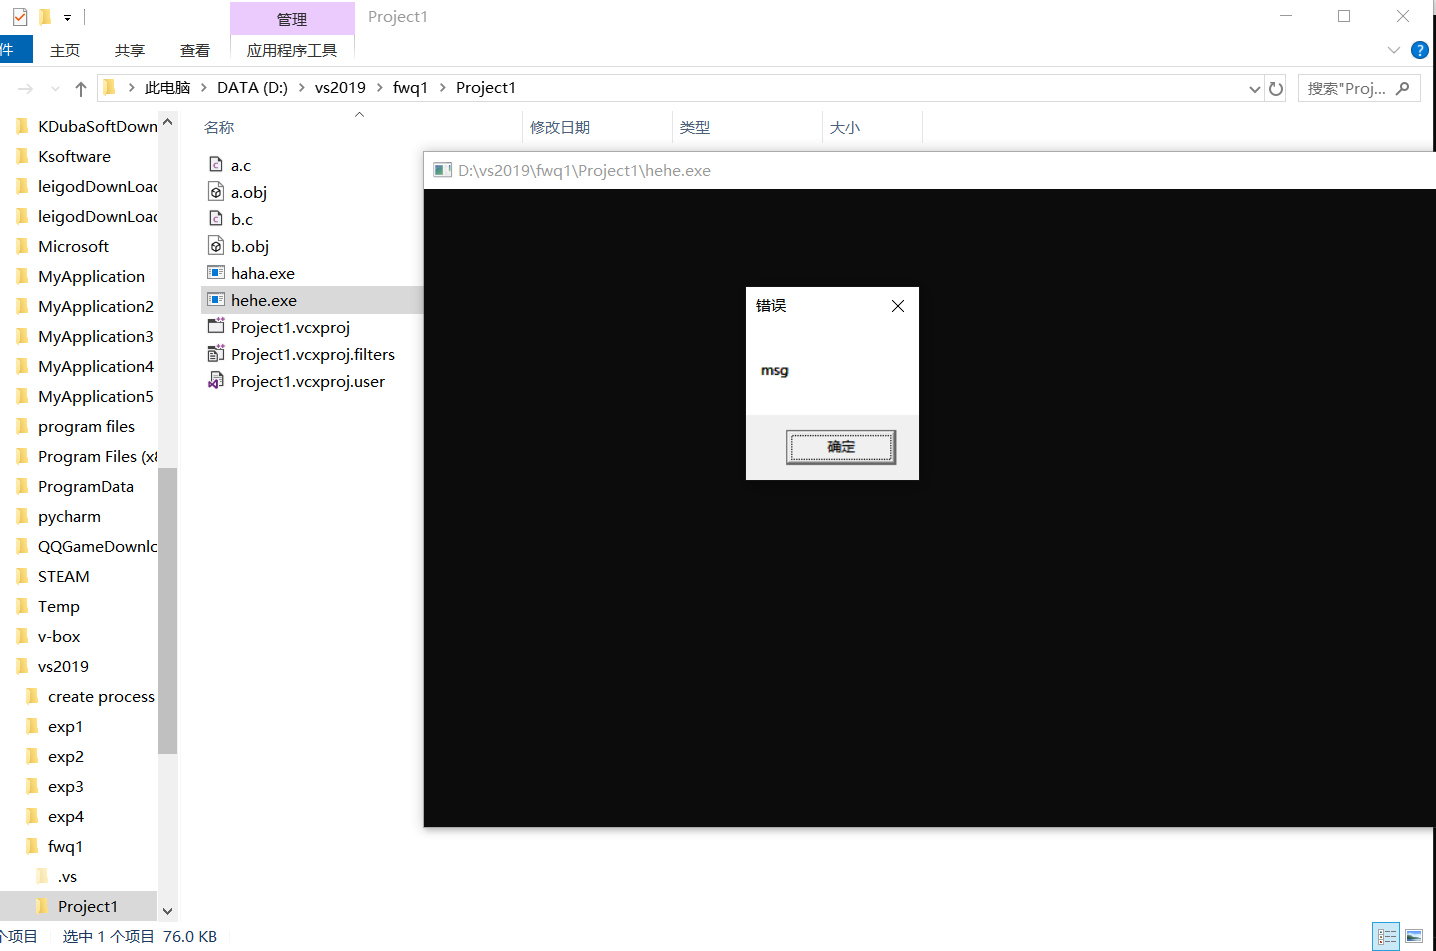 管理
Project1
件
主页
共享
查看
应用程序工具
此电脑 > DATA (D:) > vs2019 > fwq1 > Project1
搜索"Proj...
名称
修改日期
类型
大小
KDubaSoftDown
Ksoftware
leigodDownLoad
leigodDownLoad
Microsoft
MyApplication
MyApplication2
MyApplication3
MyApplication4
MyApplication5
program files
Program Files (x8
ProgramData
pycharm
QQGameDownlo
STEAM
Temp
v-box
vs2019
create process
exp1
exp2
exp3
exp4
fwq1
.vs
Project1
a.c
a.obj
b.c
b.obj
haha.exe
hehe.exe
Project1.vcxproj
Project1.vcxproj.filters
Project1.vcxproj.user
D:\vs2019\fwq1\Project1\hehe.exe
错误
msg
确定
个项目
选中 1 个项目 76.0 KB